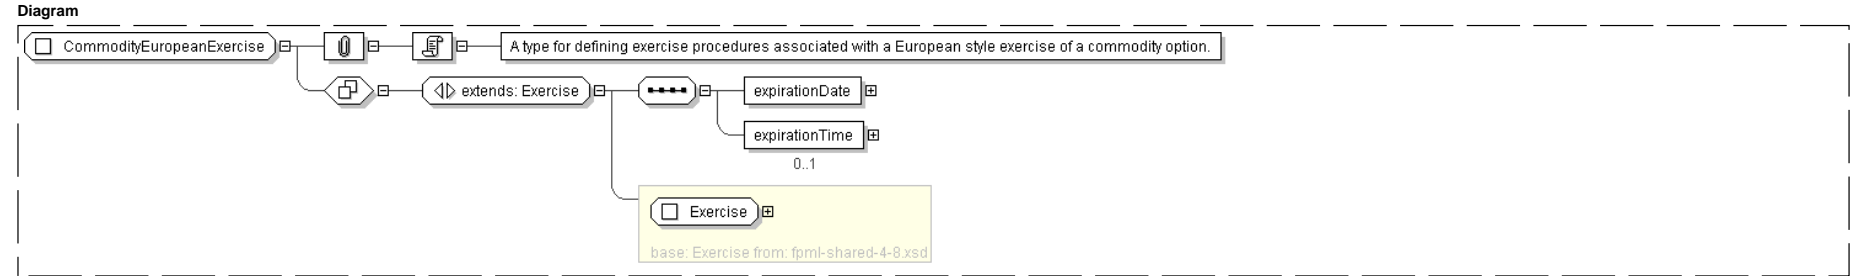 Diagram
CommodityEuropeanExercise
A type for defining exercise procedures associated with a European style exercise of a commodity option.
extends: Exercise
expirationDate
expirationTime
0..1
Exercise
base: Exercise from: fpml-shared-4-8.xsd